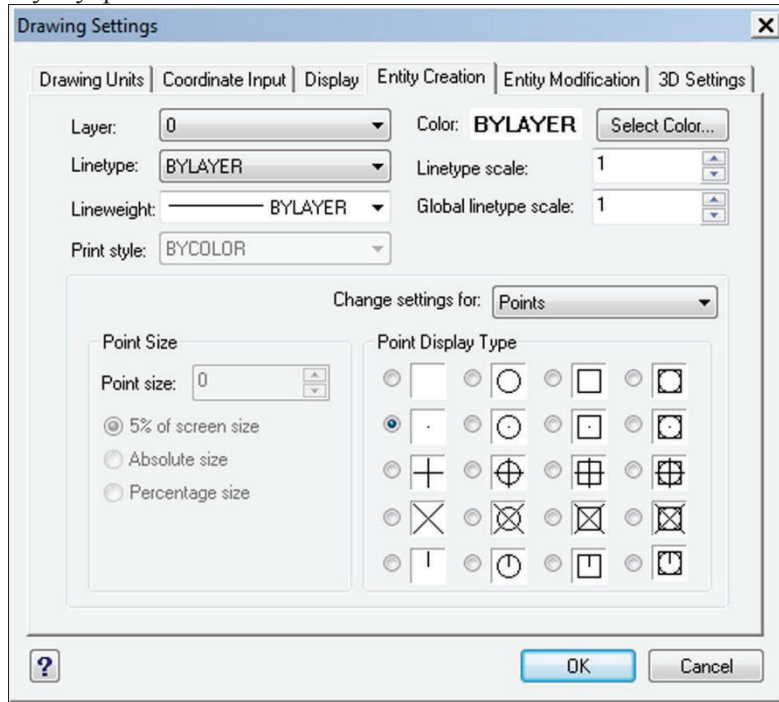 Drawing Settings
Drawing Units Coordinate Input Display Entity Creation Entity Modification 3D Settings
Layer: 0 Color: BYLAYER Select Color...
Linetype: BYLAYER Linetype scale: 1
Lineweight: BYLAYER Global linetype scale: 1
Print style: BYCOLOR
Change settings for: Points
Point Size Point Display Type
Point size: 0
5% of screen size
Absolute size
Percentage size
? OK Cancel